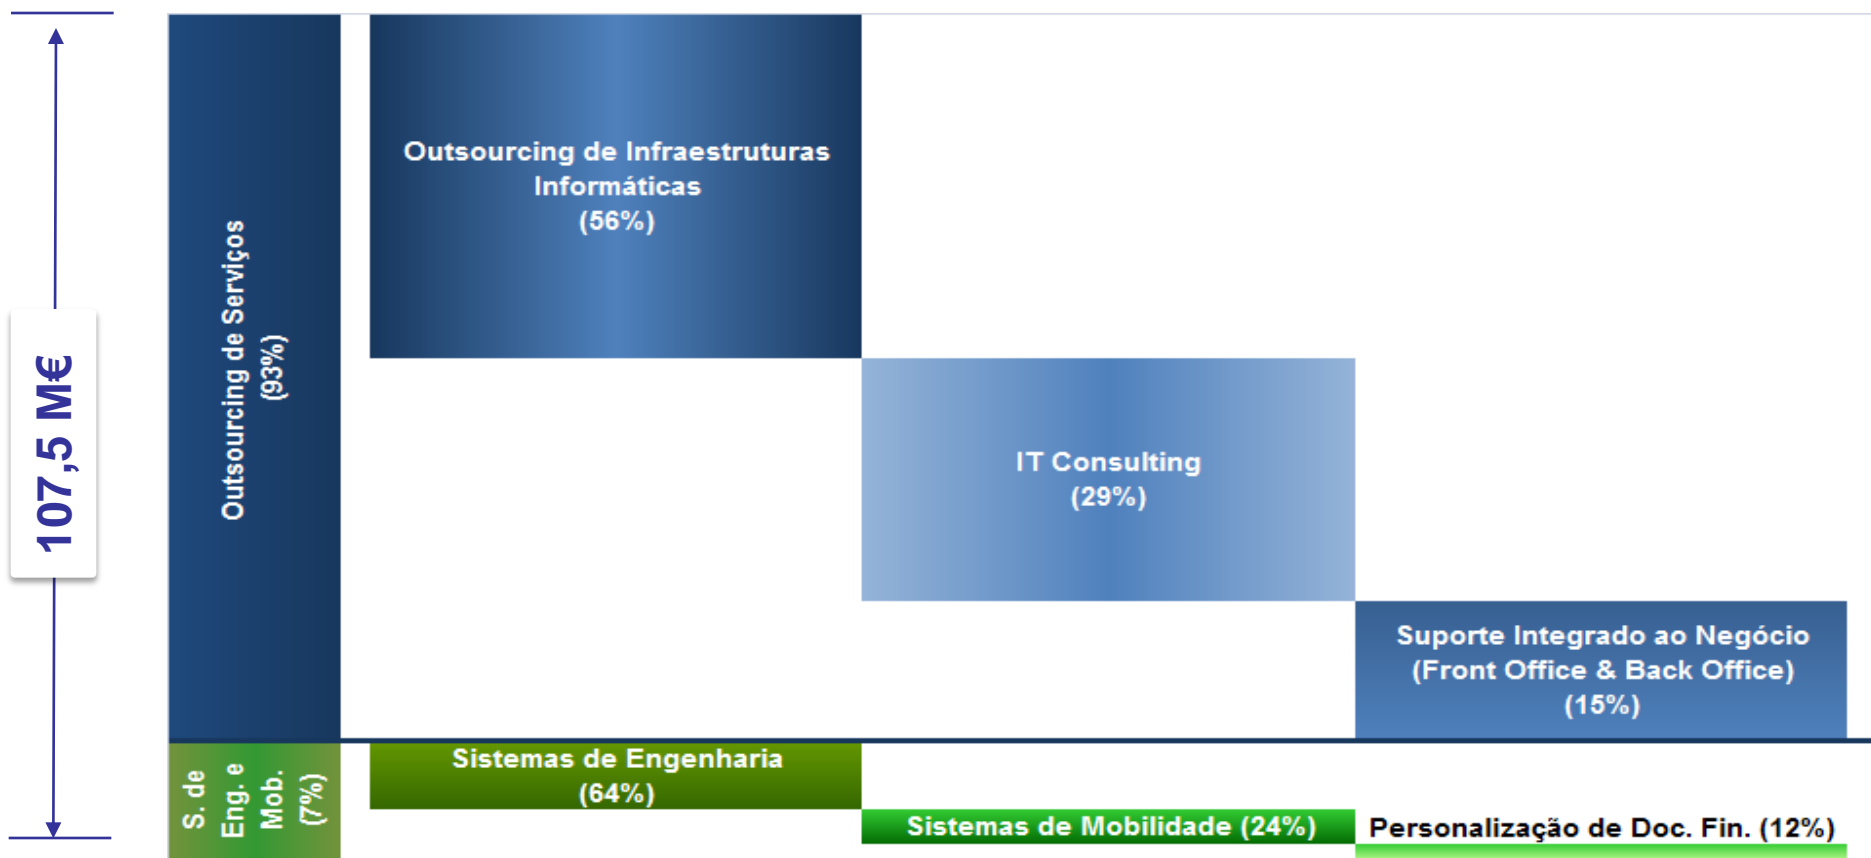 107,5 M€
Outsourcing de Serviços
(93%)
Outsourcing de Infraestruturas
Informáticas
(56%)
IT Consulting
(29%)
Suporte Integrado ao Negócio
(Front Office & Back Office)
(15%)
S. de
Eng. e
Mob.
(7%)
Sistemas de Engenharia
(64%)
Sistemas de Mobilidade (24%)
Personalização de Doc. Fin. (12%)